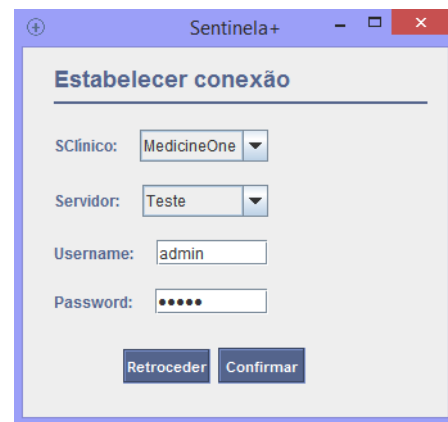 Sentinela+
Estabelecer conexão
SClínico: MedicineOne
Servidor: Teste
Username: admin
Password: •••••
Retroceder Confirmar